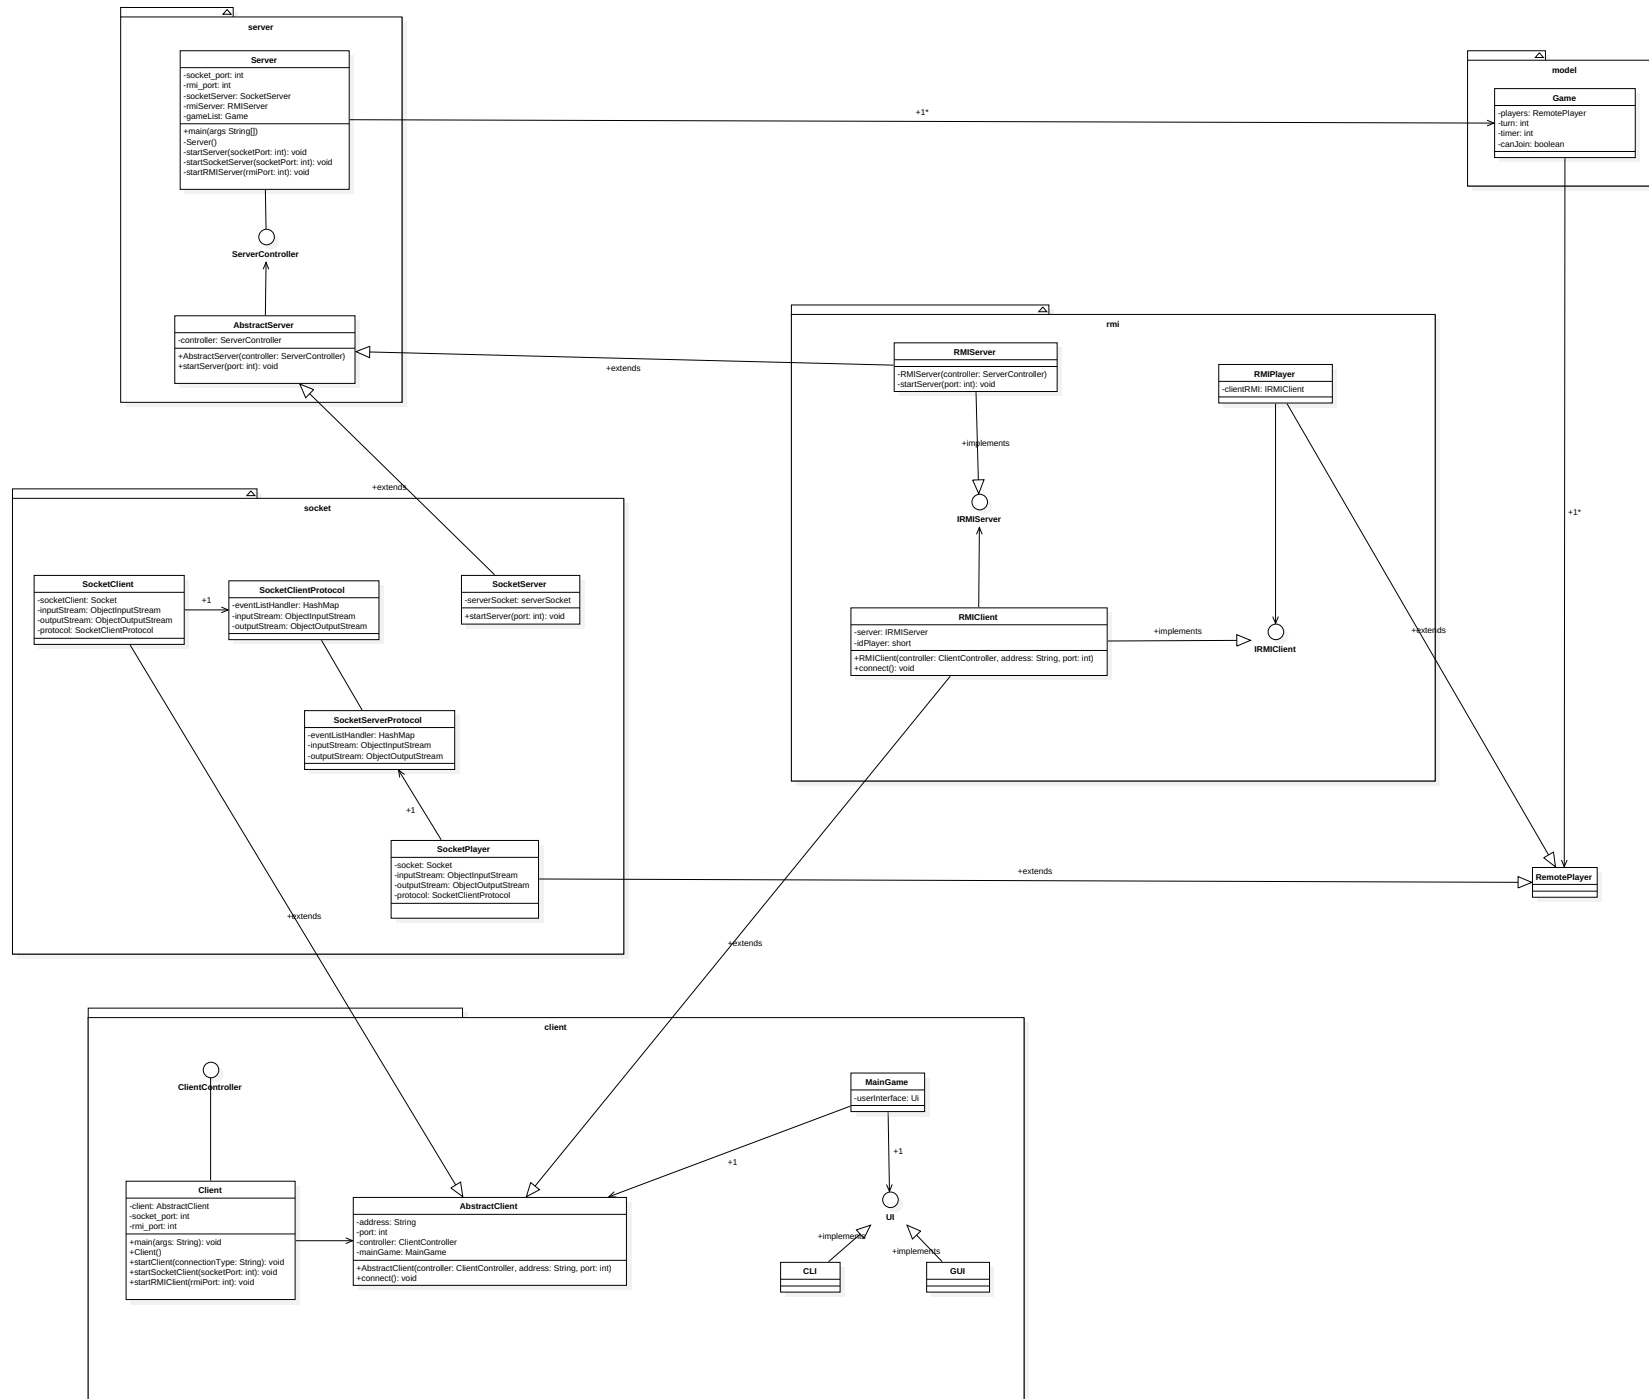 server
Server
-socket_port: int
-rmi_port: int
-socketServer: SocketServer
-rmiServer: RMIServer
-gameList: Game
+main(args String[])
-Server()
-startServer(socketPort: int): void
-startSocketServer(socketPort: int): void
-startRMIServer(rmiPort: int): void
+1*
model
Game
-players: RemotePlayer
-turn: int
-timer: int
-canJoin: boolean
ServerController
AbstractServer
-controller: ServerController
+AbstractServer(controller: ServerController)
+startServer(port: int): void
+extends
rmi
RMIServer
-RMIServer(controller: ServerController)
-startServer(port: int): void
RMIPlayer
-clientRMI: IRMIClient
+implements
IRMIServer
+1*
+extends
socket
SocketClient
-socketClient: Socket
-inputStream: ObjectInputStream
-outputStream: ObjectOutputStream
-protocol: SocketClientProtocol
+1
SocketClientProtocol
-eventListHandler: HashMap
-inputStream: ObjectInputStream
-outputStream: ObjectOutputStream
SocketServer
-serverSocket: serverSocket
+startServer(port: int): void
RMIClient
-server: IRMIServer
-idPlayer: short
+RMIClient(controller: ClientController, address: String, port: int)
+connect(): void
+implements
IRMIClient
+extends
SocketServerProtocol
-eventListHandler: HashMap
-inputStream: ObjectInputStream
-outputStream: ObjectOutputStream
+1
SocketPlayer
-socket: Socket
-inputStream: ObjectInputStream
-outputStream: ObjectOutputStream
-protocol: SocketClientProtocol
+extends
RemotePlayer
+extends
+extends
client
ClientController
MainGame
-userInterface: Ui
+1
+1
Client
-client: AbstractClient
-socket_port: int
-rmi_port: int
+main(args: String): void
+Client()
+startClient(connectionType: String): void
+startSocketClient(socketPort: int): void
+startRMIClient(rmiPort: int): void
AbstractClient
-address: String
-port: int
-controller: ClientController
-mainGame: MainGame
+AbstractClient(controller: ClientController, address: String, port: int)
+connect(): void
UI
+implements
+implements
CLI
GUI